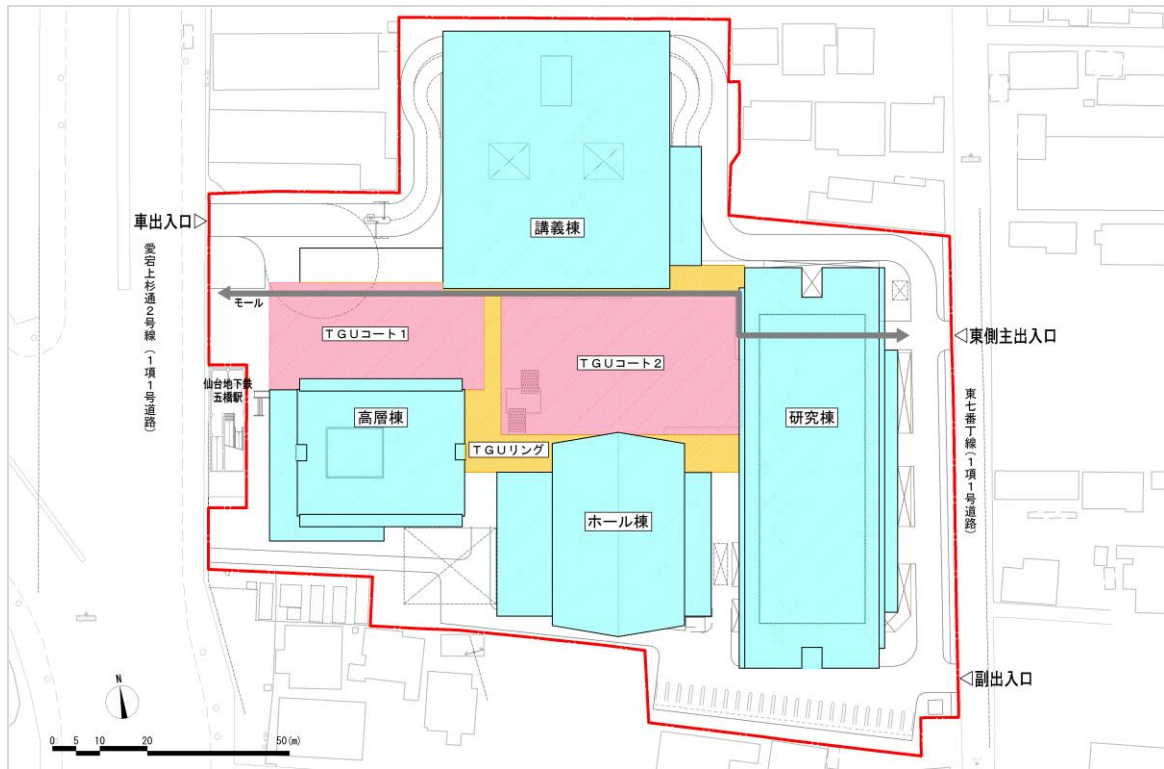 講義棟
車出入口
愛宕上杉通2号線（1項1号道路）
モール
TGUコート1
TGUコート2
東側主出入口
仙台地下鉄
五橋駅
高層棟
研究棟
TGUリング
東七番丁線（1項1号道路）
ホール棟
副出入口
N
0 5 10 20 50(m)